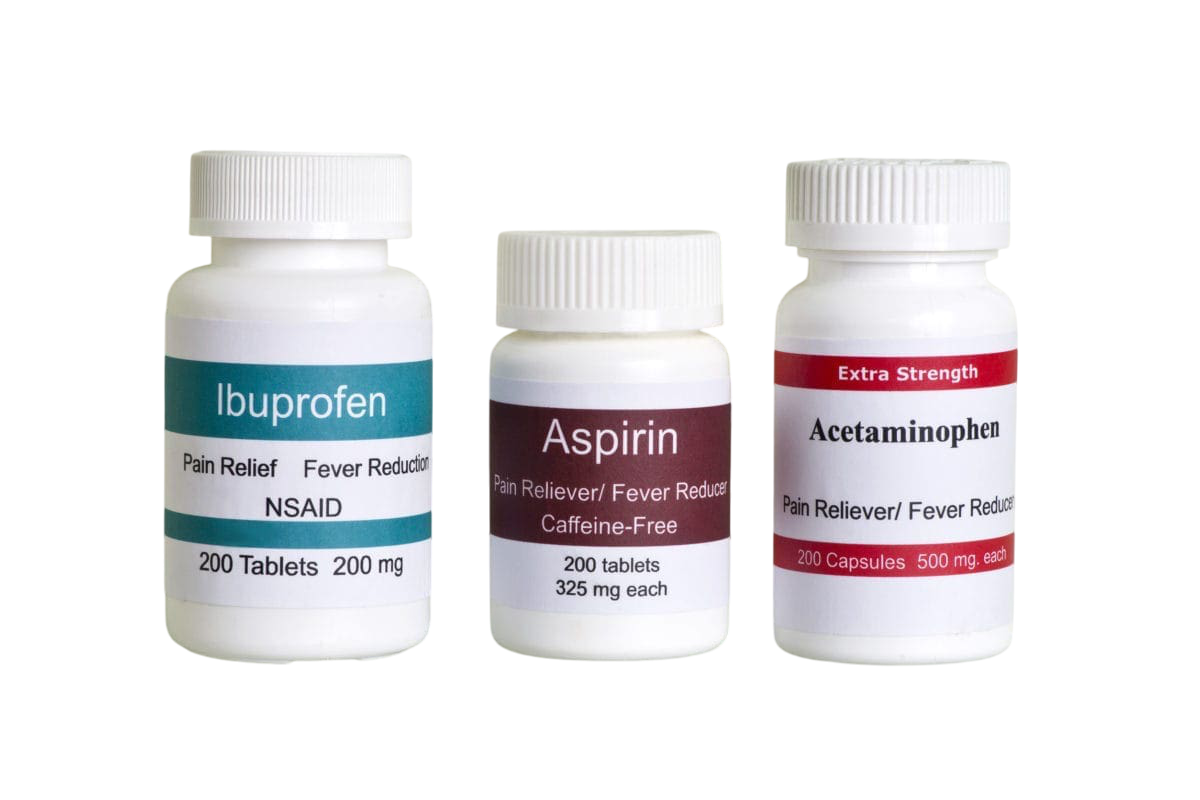 Ibuprofen
Pain Relief Fever Reduction
NSAID
200 Tablets 200 mg
Aspirin
Pain Reliever/ Fever Reducer
Caffeine-Free
200 tablets
325 mg each
Extra Strength
Acetaminophen
Pain Reliever/ Fever Reducer
200 Capsules 500 mg. each